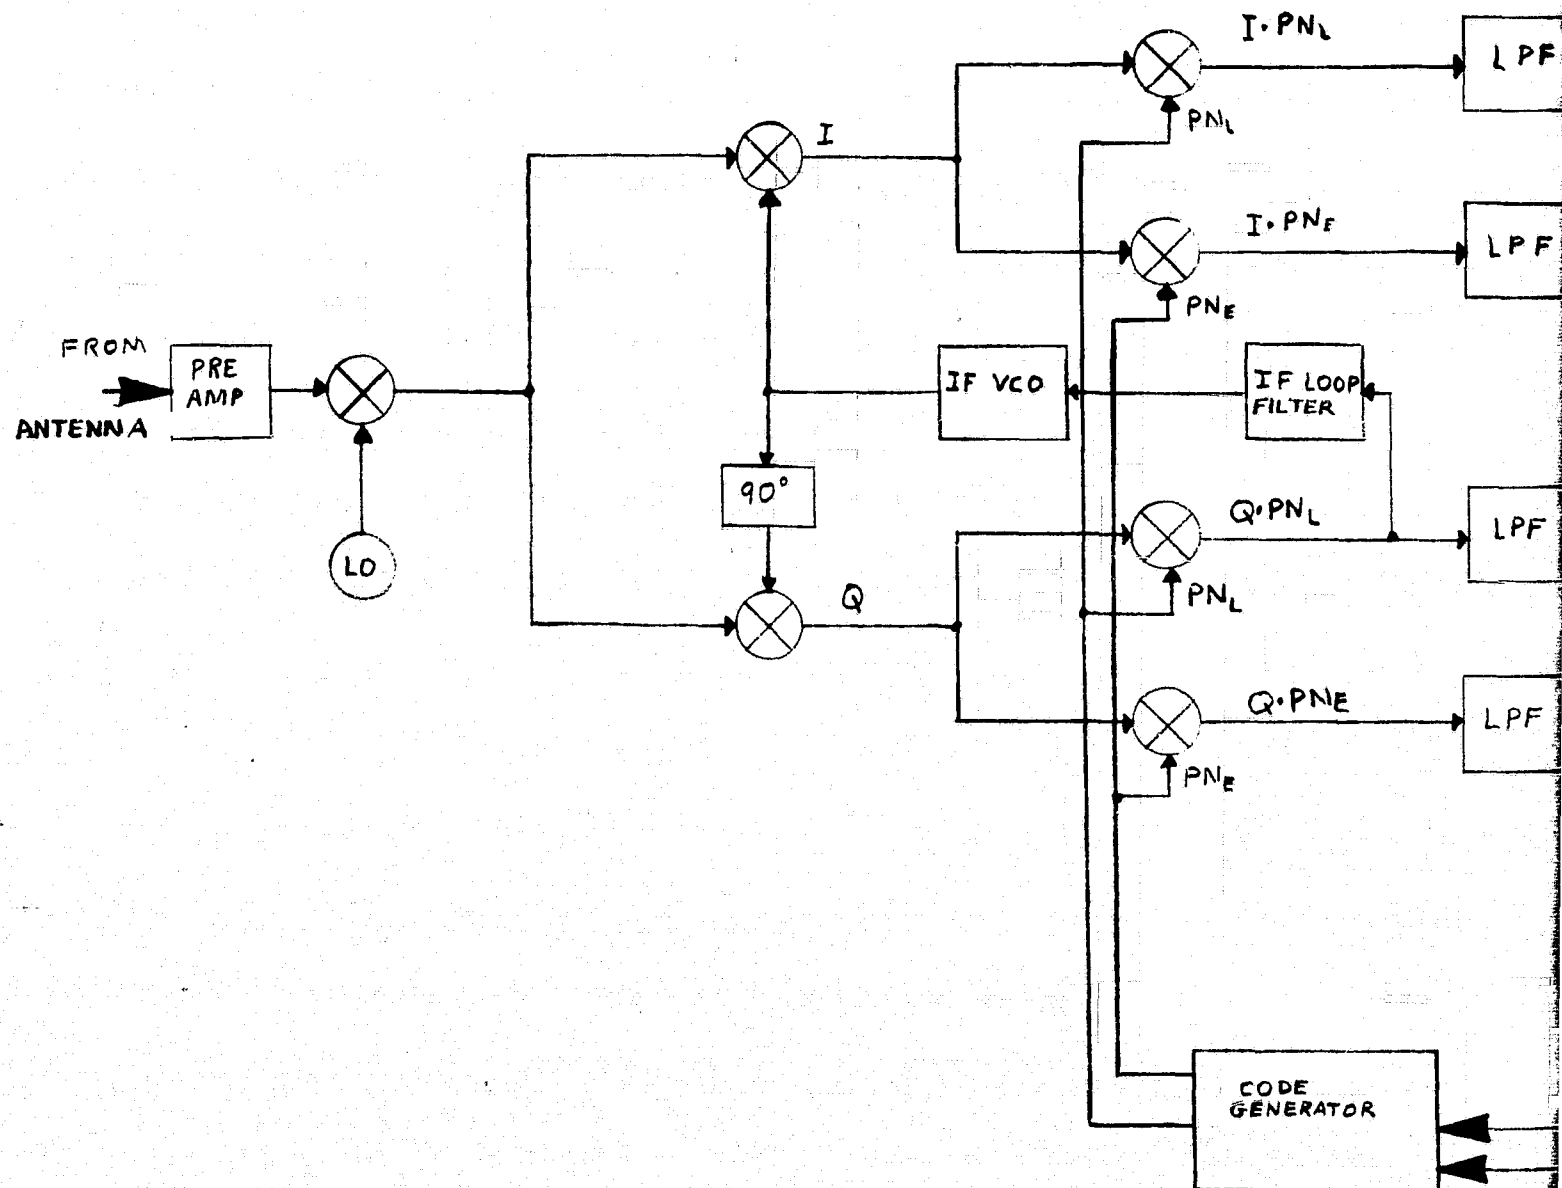 I·PN_L
LPF
PN_L
I
I·PN_E
LPF
PN_E
FROM
ANTENNA
PRE
AMP
IF VCO
IF LOOP
FILTER
90°
LO
Q·PN_L
LPF
PN_L
Q
Q·PN_E
LPF
PN_E
CODE
GENERATOR